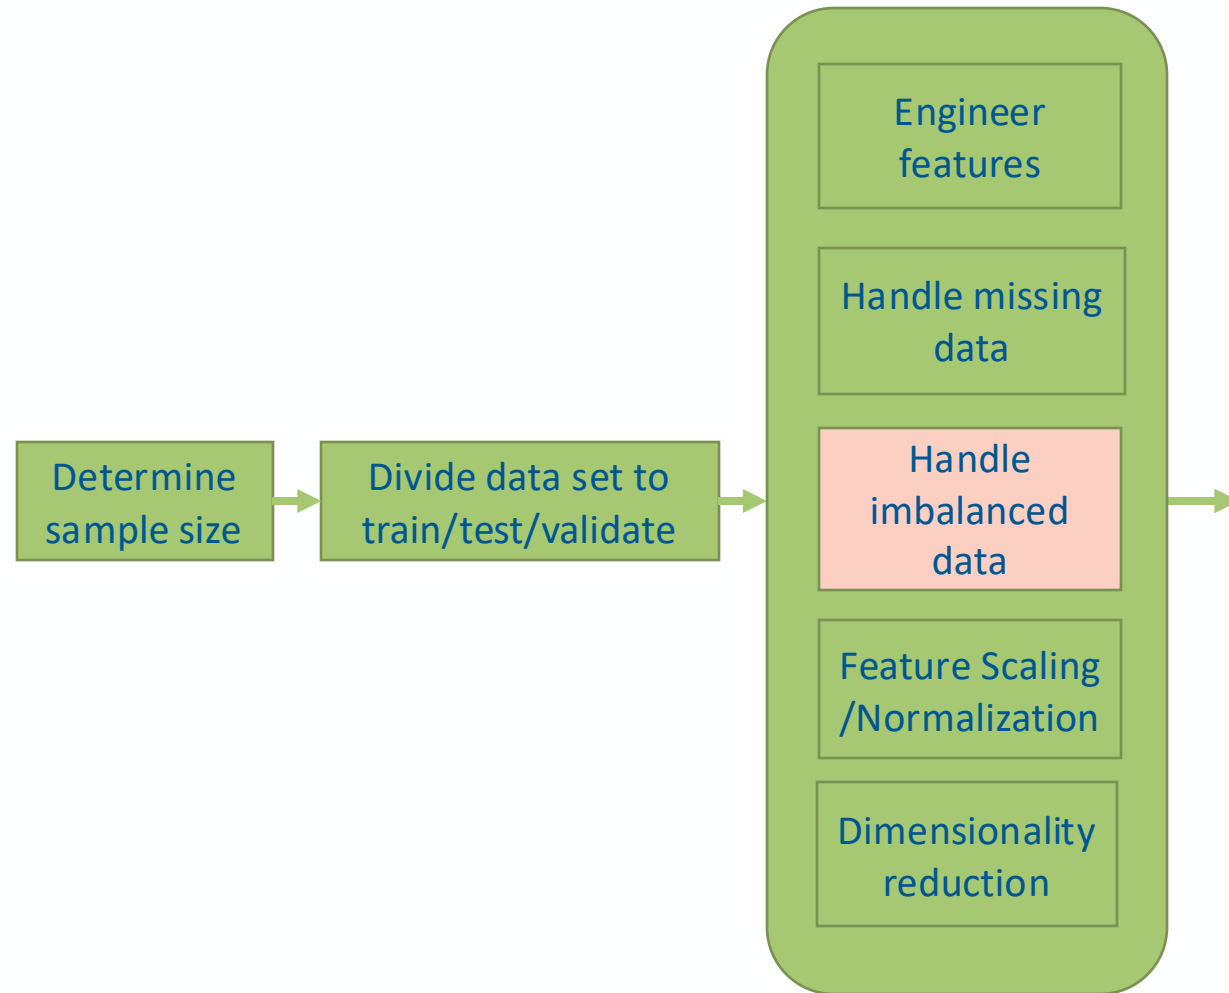 Determine
sample size
Divide data set to
train/test/validate
Engineer
features
Handle missing
data
Handle
imbalanced
data
Feature Scaling
/Normalization
Dimensionality
reduction